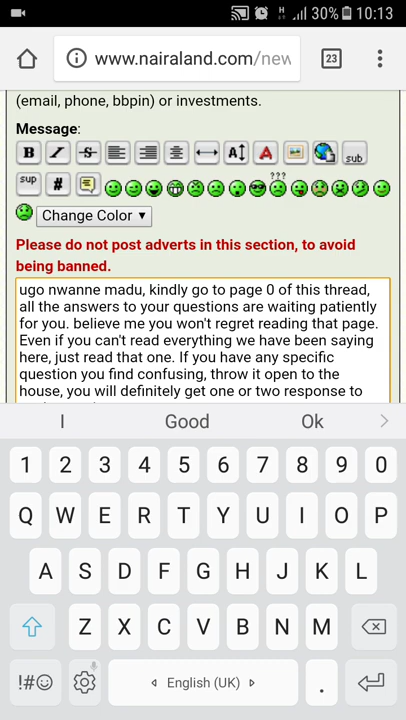 H 30% 10:13
www.nairaland.com/new 23
(email, phone, bbpin) or investments.
Message:
B I S A A sub
sup # ???
Change Color ▼
Please do not post adverts in this section, to avoid
being banned.
ugo nwanne madu, kindly go to page 0 of this thread,
all the answers to your questions are waiting patiently
for you. believe me you won't regret reading that page.
Even if you can't read everything we have been saying
here, just read that one. If you have any specific
question you find confusing, throw it open to the
house, you will definitely get one or two response to
I Good Ok
1 2 3 4 5 6 7 8 9 0
Q W E R T Y U I O P
A S D F G H J K L
Z X C V B N M
!#☺ English (UK) .